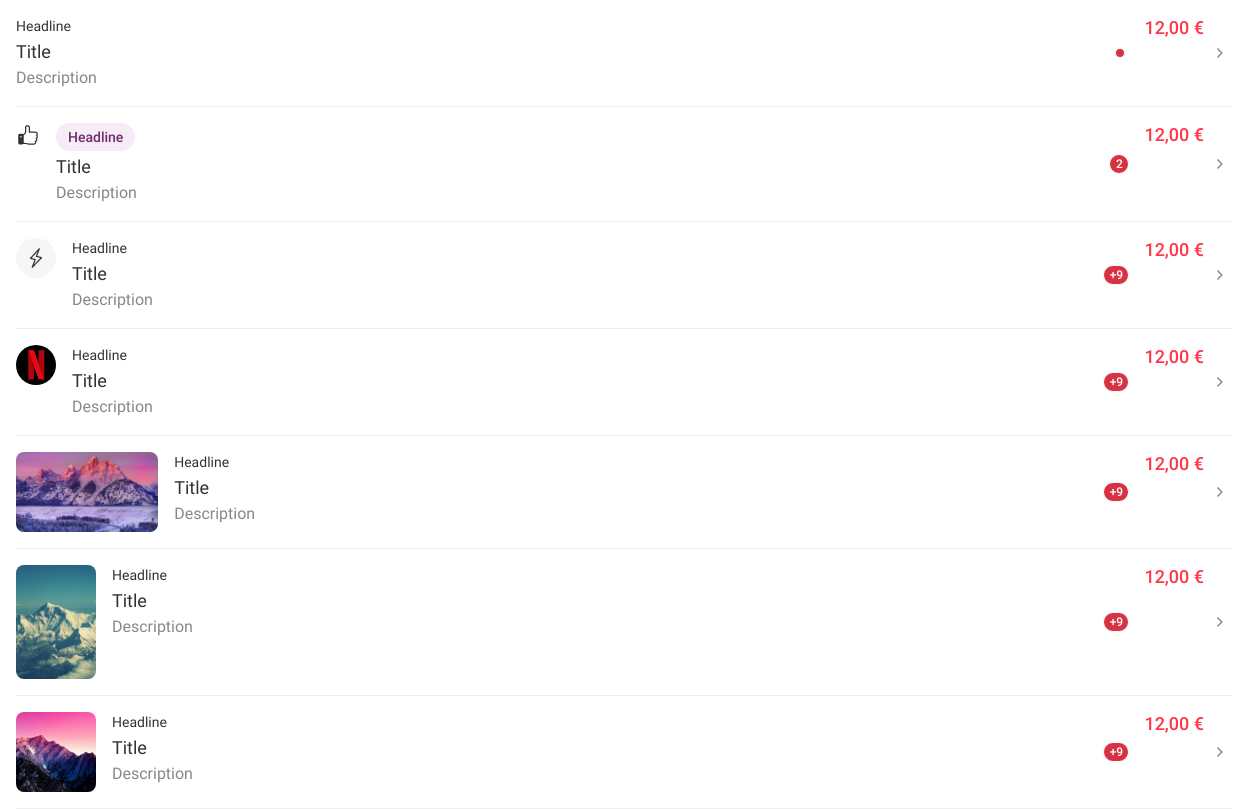 Headline
12,00 €
Title
Description
Headline
12,00 €
2
Title
Description
Headline
12,00 €
Title
+9
Description
N
Headline
12,00 €
Title
+9
Description
Headline
12,00 €
Title
+9
Description
Headline
12,00 €
Title
+9
Description
Headline
12,00 €
Title
+9
Description